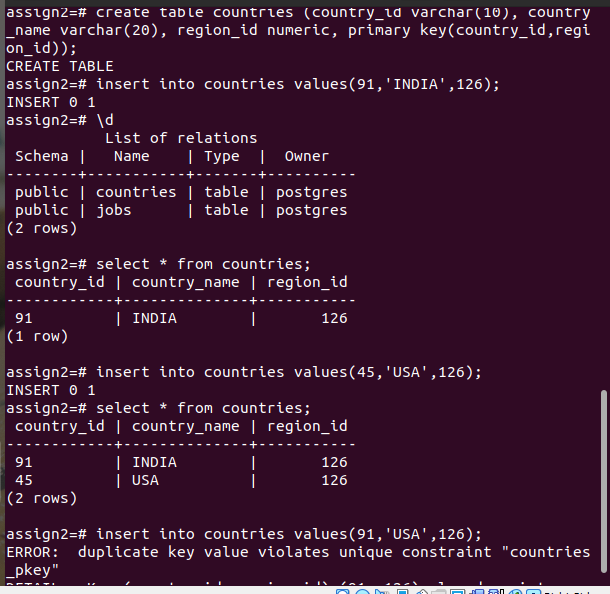 assign2=# create table countries (country_id varchar(10), country
_name varchar(20), region_id numeric, primary key(country_id,regi
on_id));
CREATE TABLE
assign2=# insert into countries values(91,'INDIA',126);
INSERT 0 1
assign2=# \d
           List of relations
 Schema |   Name    | Type  |  Owner
--------+-----------+-------+----------
 public | countries | table | postgres
 public | jobs      | table | postgres
(2 rows)

assign2=# select * from countries;
 country_id | country_name | region_id
------------+--------------+-----------
 91         | INDIA        |       126
(1 row)

assign2=# insert into countries values(45,'USA',126);
INSERT 0 1
assign2=# select * from countries;
 country_id | country_name | region_id
------------+--------------+-----------
 91         | INDIA        |       126
 45         | USA          |       126
(2 rows)

assign2=# insert into countries values(91,'USA',126);
ERROR:  duplicate key value violates unique constraint "countries
_pkey"